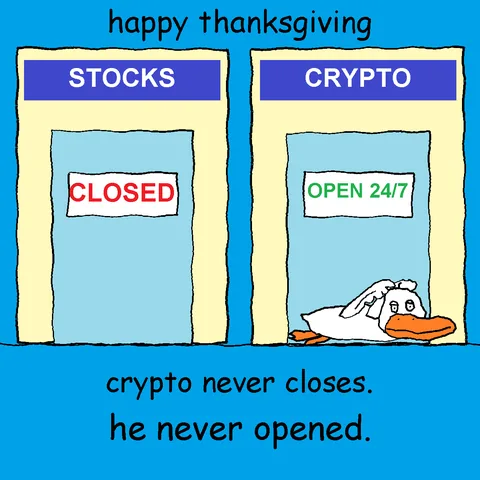 happy thanksgiving
STOCKS
CRYPTO
CLOSED
OPEN 24/7
crypto never closes.
he never opened.